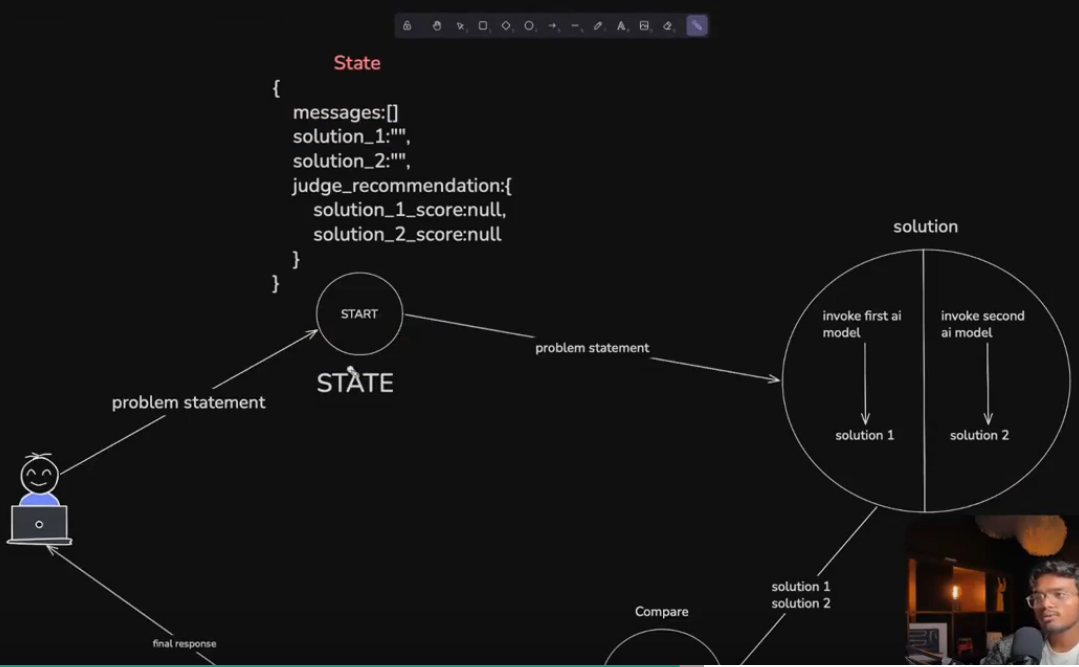 State
{
messages:[]
solution_1:"",
solution_2:"",
judge_recommendation:{
solution_1_score:null,
solution_2_score:null
}
}
START
STATE
problem statement
problem statement
solution
invoke first ai
model
invoke second
ai model
solution 1
solution 2
solution 1
solution 2
Compare
final response